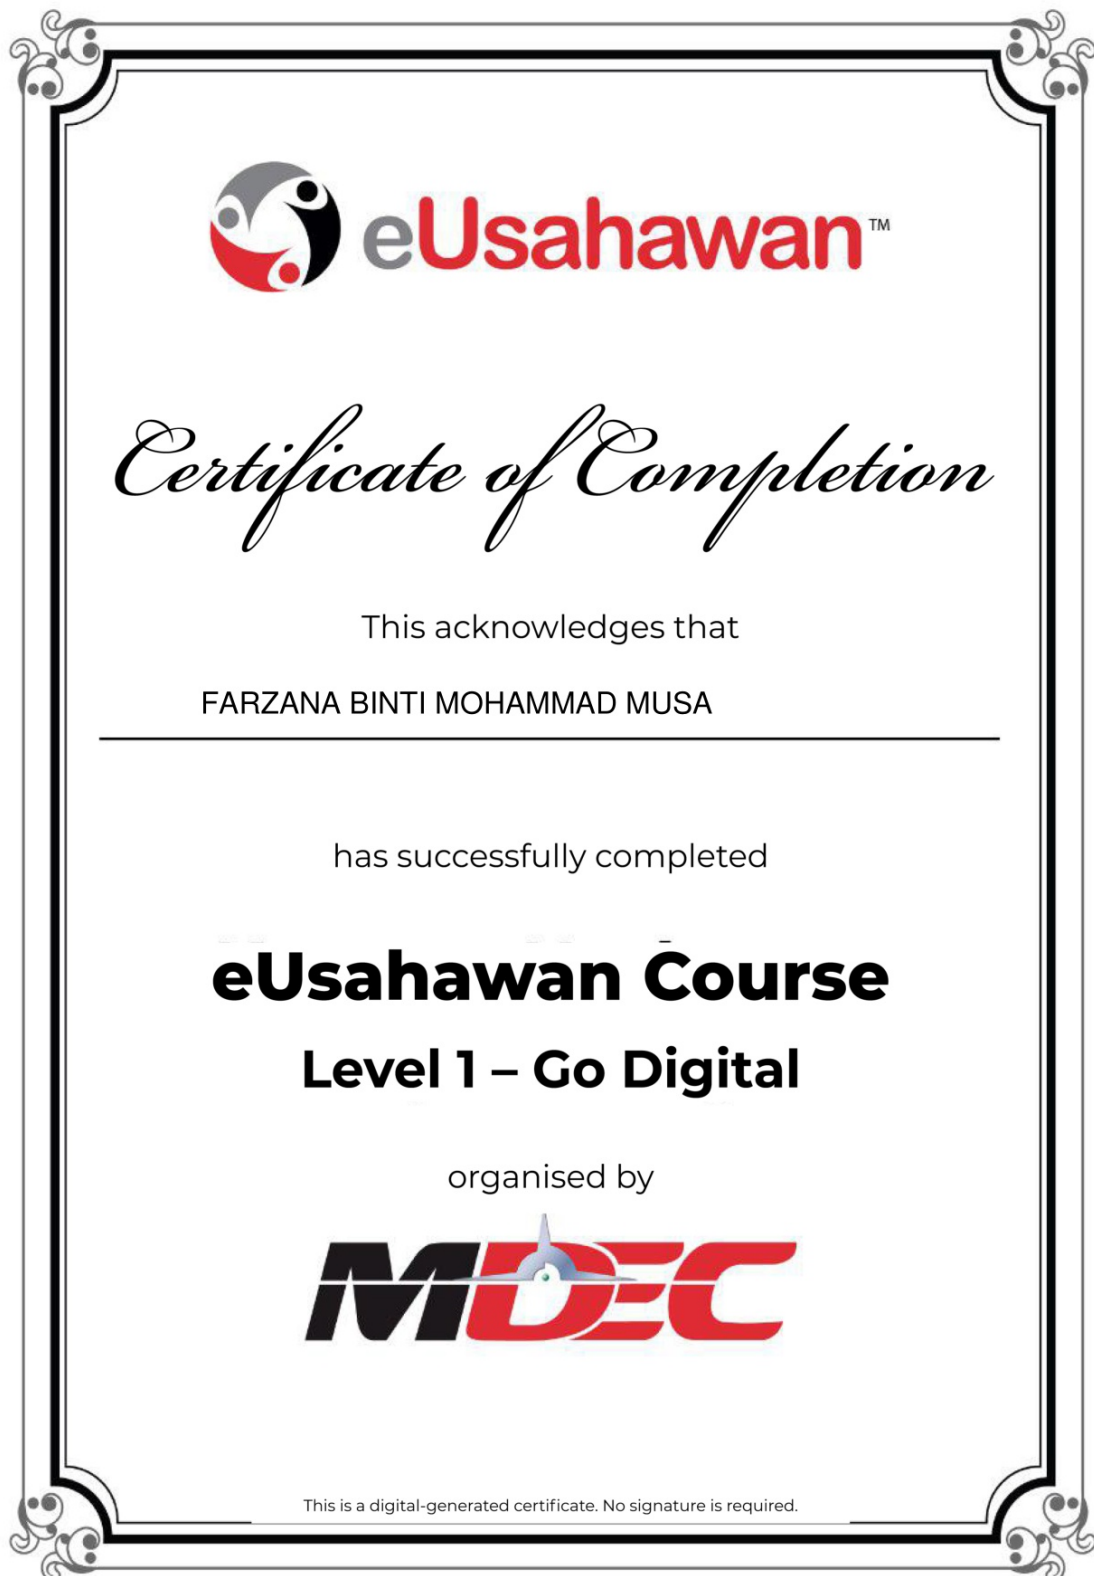 eUsahawan™
Certificate of Completion
This acknowledges that
FARZANA BINTI MOHAMMAD MUSA
has successfully completed
eUsahawan Course
Level 1 – Go Digital
organised by
MDEC
This is a digital-generated certificate. No signature is required.